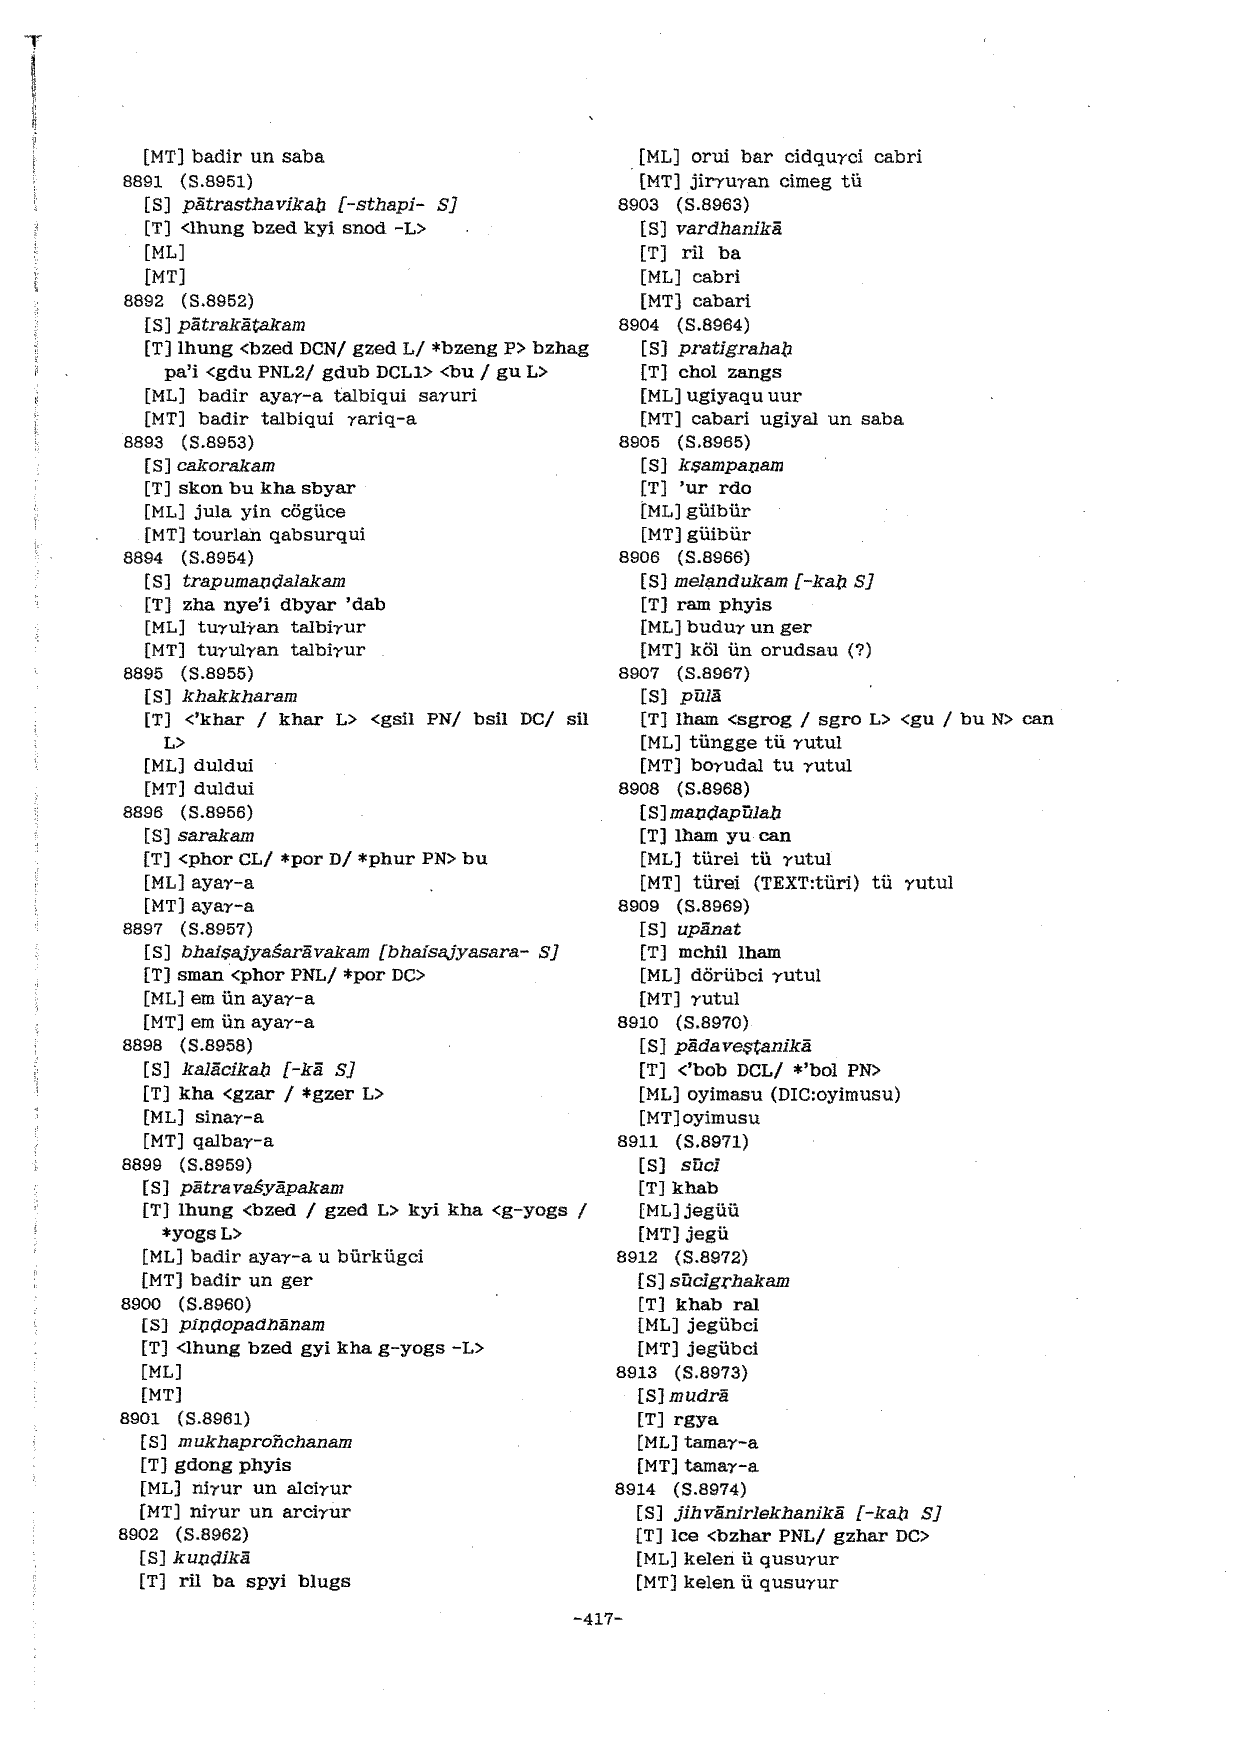 [MT] badir un saba
8891 (S.8951)
[S] pātrasthavikaḥ [-sthapi- S]
[T] <lhung bzed kyi snod -L>
[ML]
[MT]
8892 (S.8952)
[S] pātrakāṭakam
[T] lhung <bzed DCN/ gzed L/ *bzeng P> bzhag
pa'i <gdu PNL2/ gdub DCL1> <bu / gu L>
[ML] badir ayaγ-a talbiqui saγuri
[MT] badir talbiqui γariq-a
8893 (S.8953)
[S] cakorakam
[T] skon bu kha sbyar
[ML] jula yin cögüce
[MT] tourlan qabsurqui
8894 (S.8954)
[S] trapumaṇḍalakam
[T] zha nye'i dbyar 'dab
[ML] tuγulγan talbiγur
[MT] tuγulγan talbiγur
8895 (S.8955)
[S] khakkharam
[T] <'khar / khar L> <gsil PN/ bsil DC/ sil
L>
[ML] duldui
[MT] duldui
8896 (S.8956)
[S] sarakam
[T] <phor CL/ *por D/ *phur PN> bu
[ML] ayaγ-a
[MT] ayaγ-a
8897 (S.8957)
[S] bhaiṣajyaśarāvakam [bhaisajyasara- S]
[T] sman <phor PNL/ *por DC>
[ML] em ün ayaγ-a
[MT] em ün ayaγ-a
8898 (S.8958)
[S] kalācikaḥ [-kā S]
[T] kha <gzar / *gzer L>
[ML] sinaγ-a
[MT] qalbaγ-a
8899 (S.8959)
[S] pātravaśyāpakam
[T] lhung <bzed / gzed L> kyi kha <g-yogs /
*yogs L>
[ML] badir ayaγ-a u bürkügci
[MT] badir un ger
8900 (S.8960)
[S] piṇḍopadhānam
[T] <lhung bzed gyi kha g-yogs -L>
[ML]
[MT]
8901 (S.8961)
[S] mukhaproñchanam
[T] gdong phyis
[ML] niγur un alciγur
[MT] niγur un arciγur
8902 (S.8962)
[S] kuṇḍikā
[T] ril ba spyi blugs
[ML] orui bar cidquγci cabri
[MT] jirγuγan cimeg tü
8903 (S.8963)
[S] vardhanikā
[T] ril ba
[ML] cabri
[MT] cabari
8904 (S.8964)
[S] pratigrahaḥ
[T] chol zangs
[ML] ugiyaqu uur
[MT] cabari ugiyal un saba
8905 (S.8965)
[S] kṣampaṇam
[T] 'ur rdo
[ML] güibür
[MT] güibür
8906 (S.8966)
[S] melandukam [-kaḥ S]
[T] ram phyis
[ML] buduγ un ger
[MT] köl ün orudsau (?)
8907 (S.8967)
[S] pūlā
[T] lham <sgrog / sgro L> <gu / bu N> can
[ML] tüngge tü γutul
[MT] boγudal tu γutul
8908 (S.8968)
[S] maṇḍapūlaḥ
[T] lham yu can
[ML] türei tü γutul
[MT] türei (TEXT:türi) tü γutul
8909 (S.8969)
[S] upānat
[T] mchil lham
[ML] dörübci γutul
[MT] γutul
8910 (S.8970)
[S] pādaveṣṭanikā
[T] <'bob DCL/ *'bol PN>
[ML] oyimasu (DIC:oyimusu)
[MT] oyimusu
8911 (S.8971)
[S] sūcī
[T] khab
[ML] jegüü
[MT] jegü
8912 (S.8972)
[S] sūcīgṛhakam
[T] khab ral
[ML] jegübci
[MT] jegübci
8913 (S.8973)
[S] mudrā
[T] rgya
[ML] tamaγ-a
[MT] tamaγ-a
8914 (S.8974)
[S] jihvānirlekhanikā [-kaḥ S]
[T] lce <bzhar PNL/ gzhar DC>
[ML] kelen ü qusuγur
[MT] kelen ü qusuγur
-417-